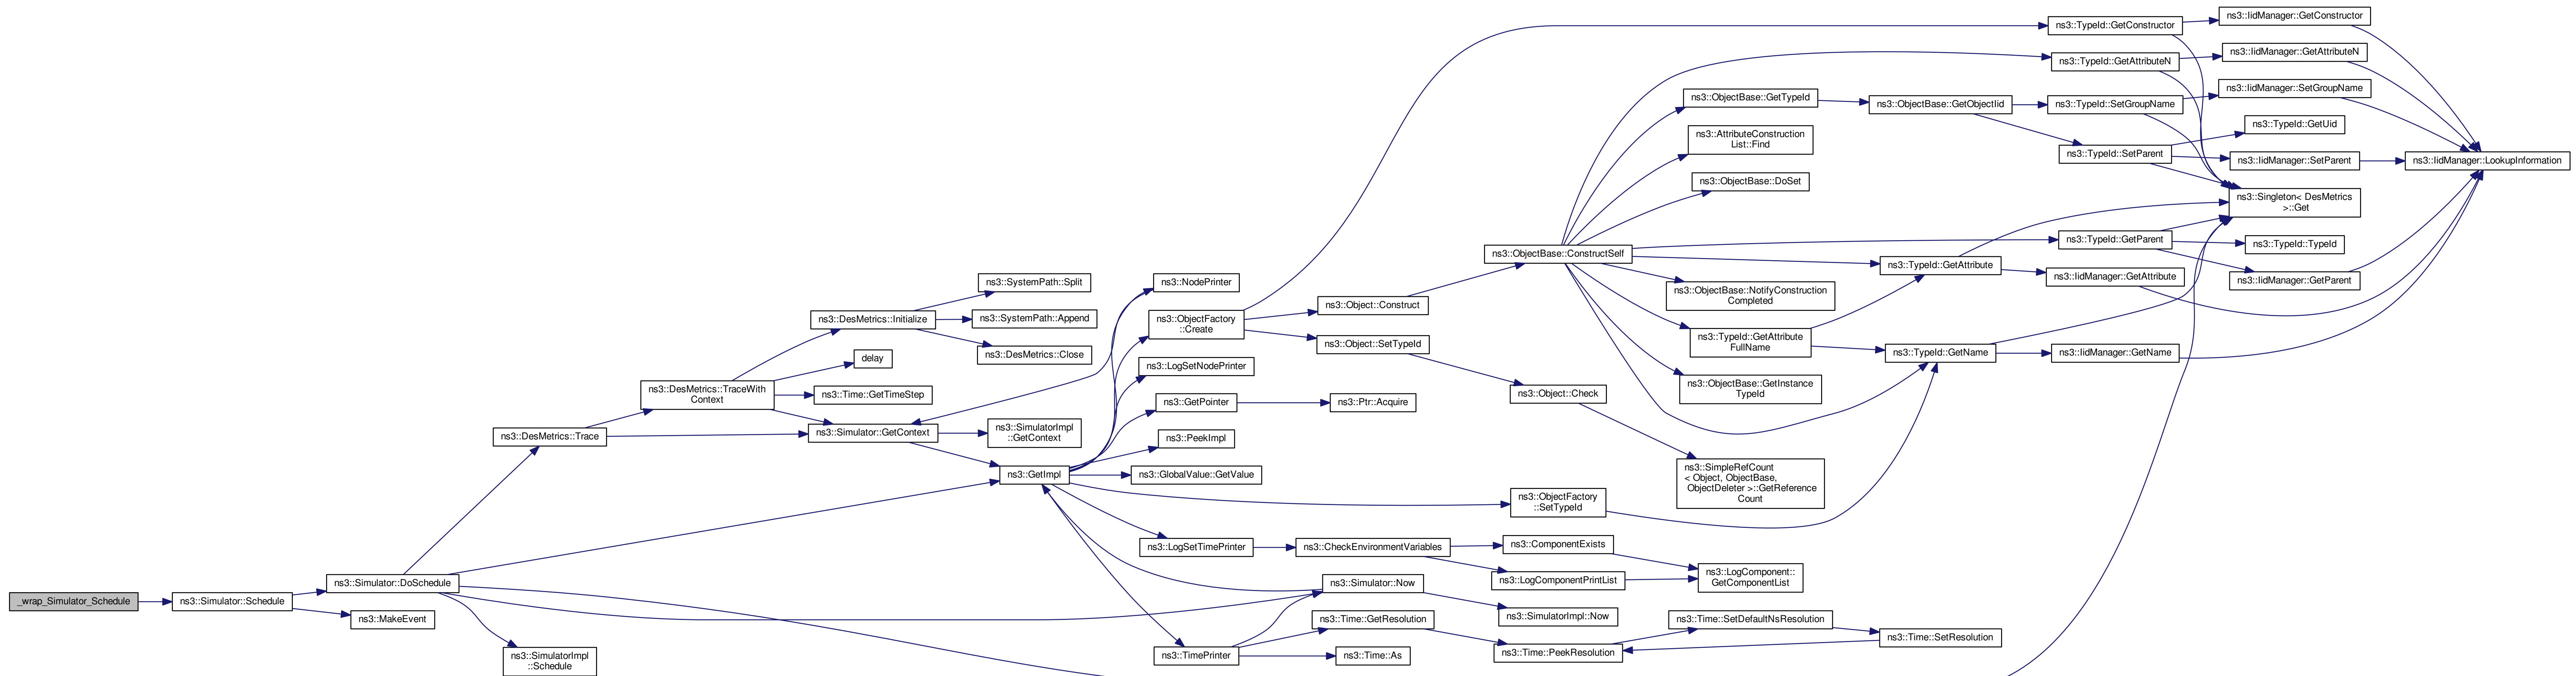 _wrap_Simulator_Schedule
ns3::Simulator::Schedule
ns3::Simulator::DoSchedule
ns3::MakeEvent
ns3::DesMetrics::Trace
ns3::SimulatorImpl
::Schedule
ns3::DesMetrics::TraceWith
Context
ns3::DesMetrics::Initialize
delay
ns3::Time::GetTimeStep
ns3::Simulator::GetContext
ns3::SystemPath::Split
ns3::SystemPath::Append
ns3::DesMetrics::Close
ns3::SimulatorImpl
::GetContext
ns3::GetImpl
ns3::NodePrinter
ns3::ObjectFactory
::Create
ns3::LogSetNodePrinter
ns3::GetPointer
ns3::PeekImpl
ns3::GlobalValue::GetValue
ns3::LogSetTimePrinter
ns3::TimePrinter
ns3::Object::Construct
ns3::Object::SetTypeId
ns3::Ptr::Acquire
ns3::CheckEnvironmentVariables
ns3::Simulator::Now
ns3::Time::GetResolution
ns3::Time::As
ns3::ObjectBase::ConstructSelf
ns3::Object::Check
ns3::ObjectFactory
::SetTypeId
ns3::ComponentExists
ns3::LogComponentPrintList
ns3::SimulatorImpl::Now
ns3::Time::PeekResolution
ns3::ObjectBase::GetTypeId
ns3::AttributeConstruction
List::Find
ns3::ObjectBase::DoSet
ns3::ObjectBase::NotifyConstruction
Completed
ns3::TypeId::GetAttribute
FullName
ns3::ObjectBase::GetInstance
TypeId
ns3::SimpleRefCount
< Object, ObjectBase,
ObjectDeleter >::GetReference
Count
ns3::LogComponent::
GetComponentList
ns3::Time::SetDefaultNsResolution
ns3::ObjectBase::GetObjectIid
ns3::TypeId::GetAttribute
ns3::TypeId::GetName
ns3::Time::SetResolution
ns3::TypeId::GetConstructor
ns3::TypeId::GetAttributeN
ns3::TypeId::SetGroupName
ns3::TypeId::SetParent
ns3::TypeId::GetParent
ns3::IidManager::GetAttribute
ns3::IidManager::GetName
ns3::IidManager::GetConstructor
ns3::IidManager::GetAttributeN
ns3::IidManager::SetGroupName
ns3::TypeId::GetUid
ns3::IidManager::SetParent
ns3::Singleton< DesMetrics
>::Get
ns3::TypeId::TypeId
ns3::IidManager::GetParent
ns3::IidManager::LookupInformation